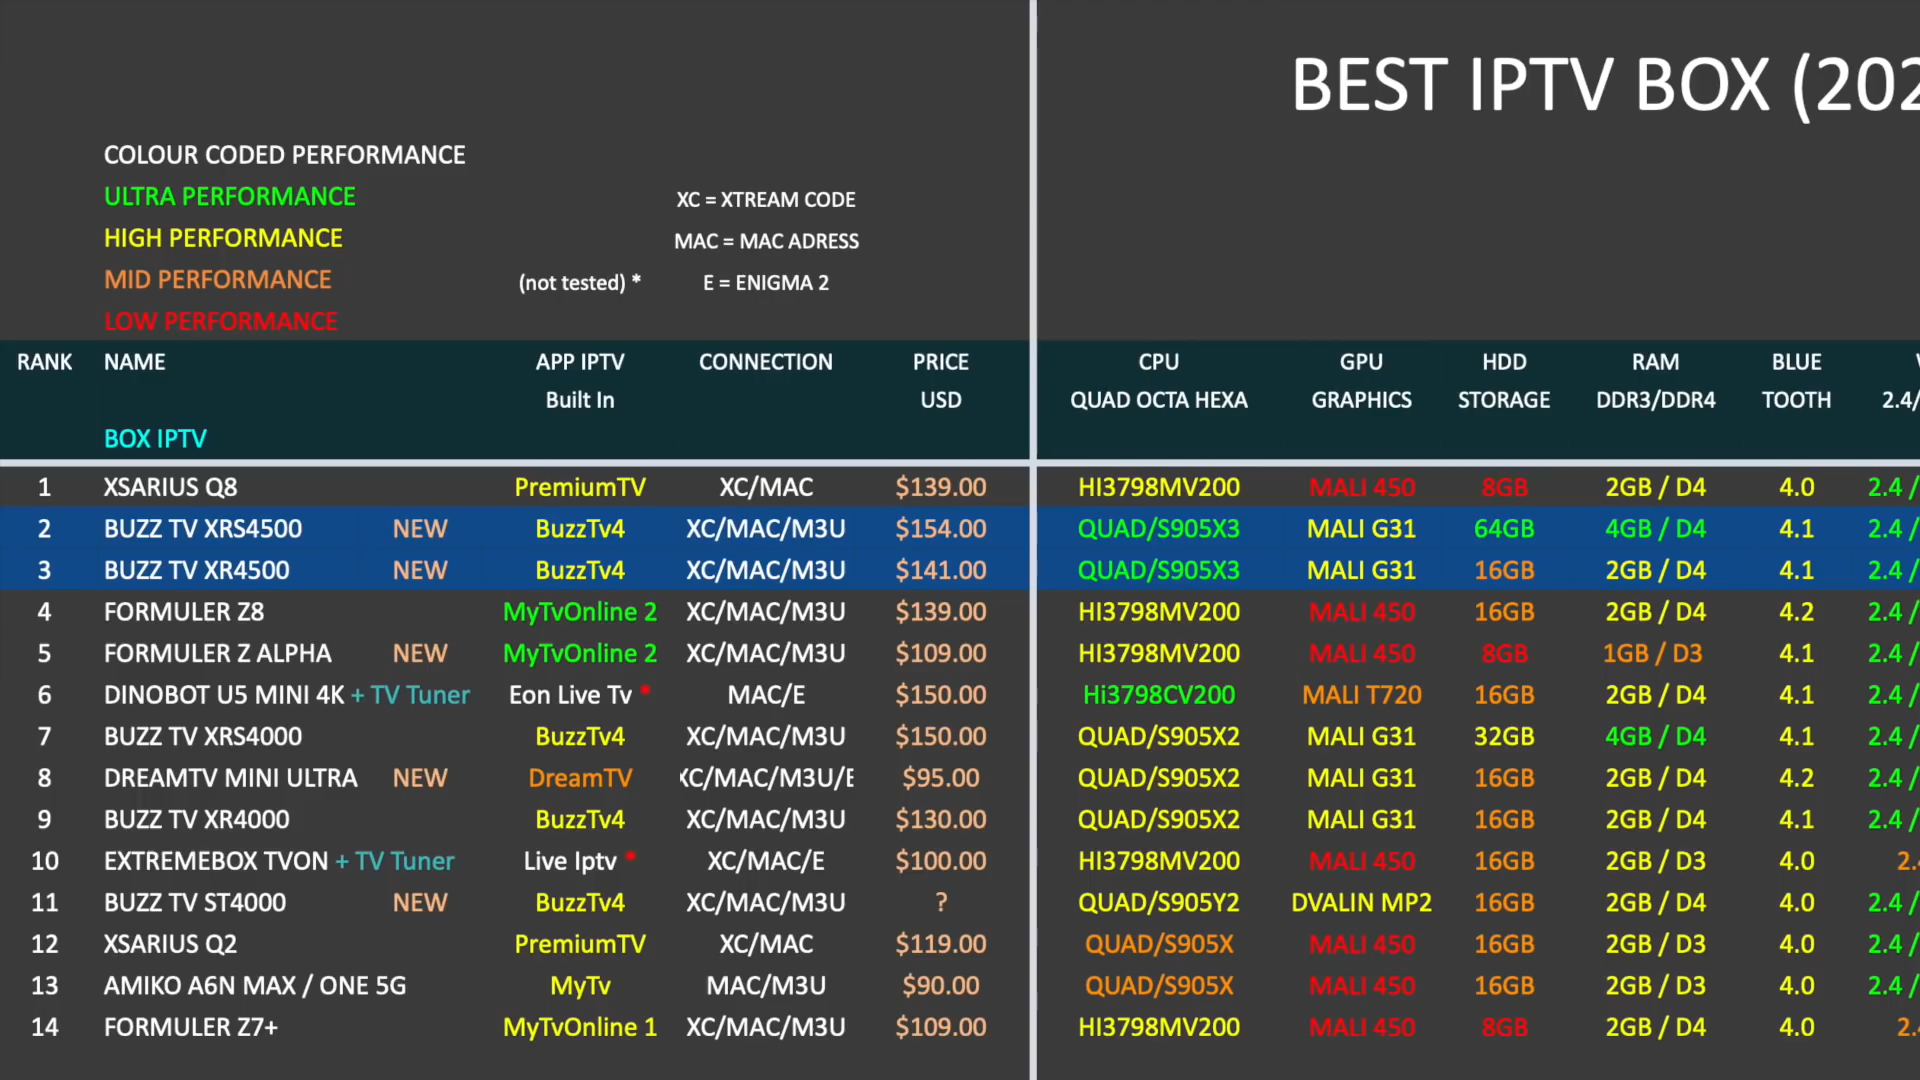 BEST IPTV BOX (202
COLOUR CODED PERFORMANCE
ULTRA PERFORMANCE XC = XTREAM CODE
HIGH PERFORMANCE MAC = MAC ADRESS
MID PERFORMANCE (not tested) * E = ENIGMA 2
LOW PERFORMANCE
RANK NAME APP IPTV CONNECTION PRICE CPU GPU HDD RAM BLUE
Built In USD QUAD OCTA HEXA GRAPHICS STORAGE DDR3/DDR4 TOOTH 2.4/
BOX IPTV
1 XSARIUS Q8 PremiumTV XC/MAC $139.00 HI3798MV200 MALI 450 8GB 2GB / D4 4.0 2.4 /
2 BUZZ TV XRS4500 NEW BuzzTv4 XC/MAC/M3U $154.00 QUAD/S905X3 MALI G31 64GB 4GB / D4 4.1 2.4 /
3 BUZZ TV XR4500 NEW BuzzTv4 XC/MAC/M3U $141.00 QUAD/S905X3 MALI G31 16GB 2GB / D4 4.1 2.4 /
4 FORMULER Z8 MyTvOnline 2 XC/MAC/M3U $139.00 HI3798MV200 MALI 450 16GB 2GB / D4 4.2 2.4 /
5 FORMULER Z ALPHA NEW MyTvOnline 2 XC/MAC/M3U $109.00 HI3798MV200 MALI 450 8GB 1GB / D3 4.1 2.4 /
6 DINOBOT U5 MINI 4K + TV Tuner Eon Live Tv * MAC/E $150.00 Hi3798CV200 MALI T720 16GB 2GB / D4 4.1 2.4 /
7 BUZZ TV XRS4000 BuzzTv4 XC/MAC/M3U $150.00 QUAD/S905X2 MALI G31 32GB 4GB / D4 4.1 2.4 /
8 DREAMTV MINI ULTRA NEW DreamTV XC/MAC/M3U/E $95.00 QUAD/S905X2 MALI G31 16GB 2GB / D4 4.2 2.4 /
9 BUZZ TV XR4000 BuzzTv4 XC/MAC/M3U $130.00 QUAD/S905X2 MALI G31 16GB 2GB / D4 4.1 2.4 /
10 EXTREMEBOX TVON + TV Tuner Live Iptv * XC/MAC/E $100.00 HI3798MV200 MALI 450 16GB 2GB / D3 4.0 2.
11 BUZZ TV ST4000 NEW BuzzTv4 XC/MAC/M3U ? QUAD/S905Y2 DVALIN MP2 16GB 2GB / D4 4.0 2.4 /
12 XSARIUS Q2 PremiumTV XC/MAC $119.00 QUAD/S905X MALI 450 16GB 2GB / D3 4.0 2.4 /
13 AMIKO A6N MAX / ONE 5G MyTv MAC/M3U $90.00 QUAD/S905X MALI 450 16GB 2GB / D3 4.0 2.4 /
14 FORMULER Z7+ MyTvOnline 1 XC/MAC/M3U $109.00 HI3798MV200 MALI 450 8GB 2GB / D4 4.0 2.